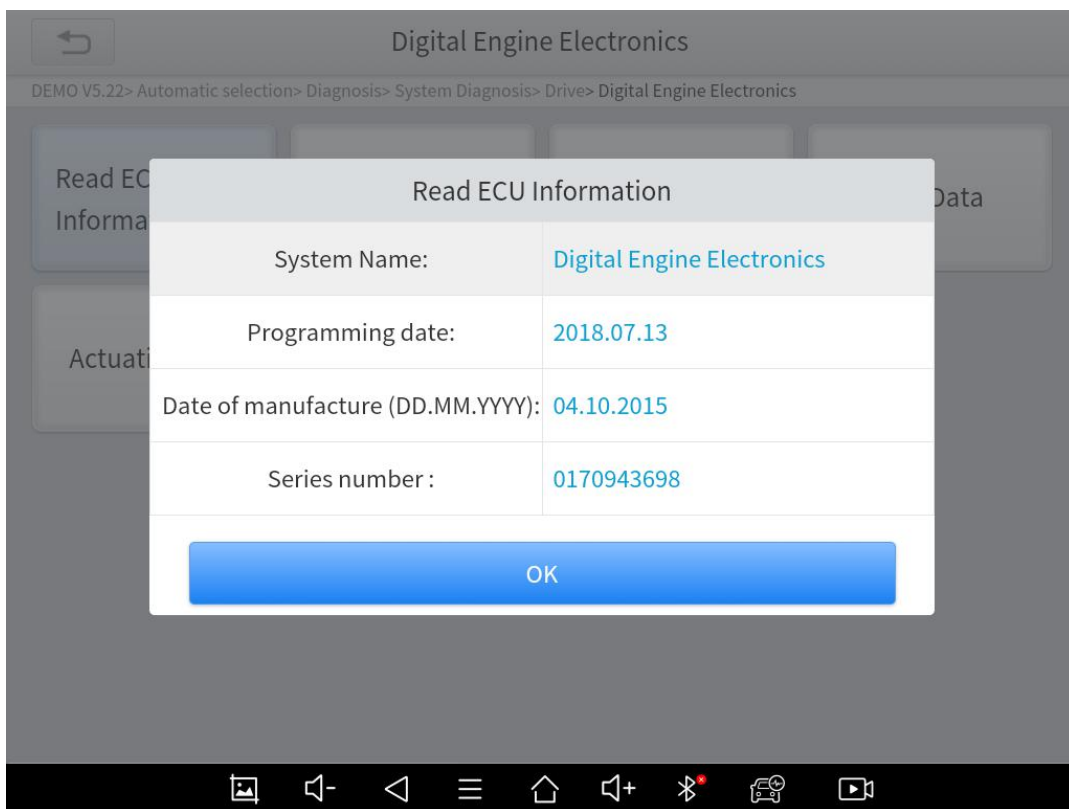 Digital Engine Electronics
DEMO V5.22> Automatic selection> Diagnosis> System Diagnosis> Drive> Digital Engine Electronics
Read EC
Informa
Data
Actuati
Read ECU Information
System Name: Digital Engine Electronics
Programming date: 2018.07.13
Date of manufacture (DD.MM.YYYY): 04.10.2015
Series number : 0170943698
OK